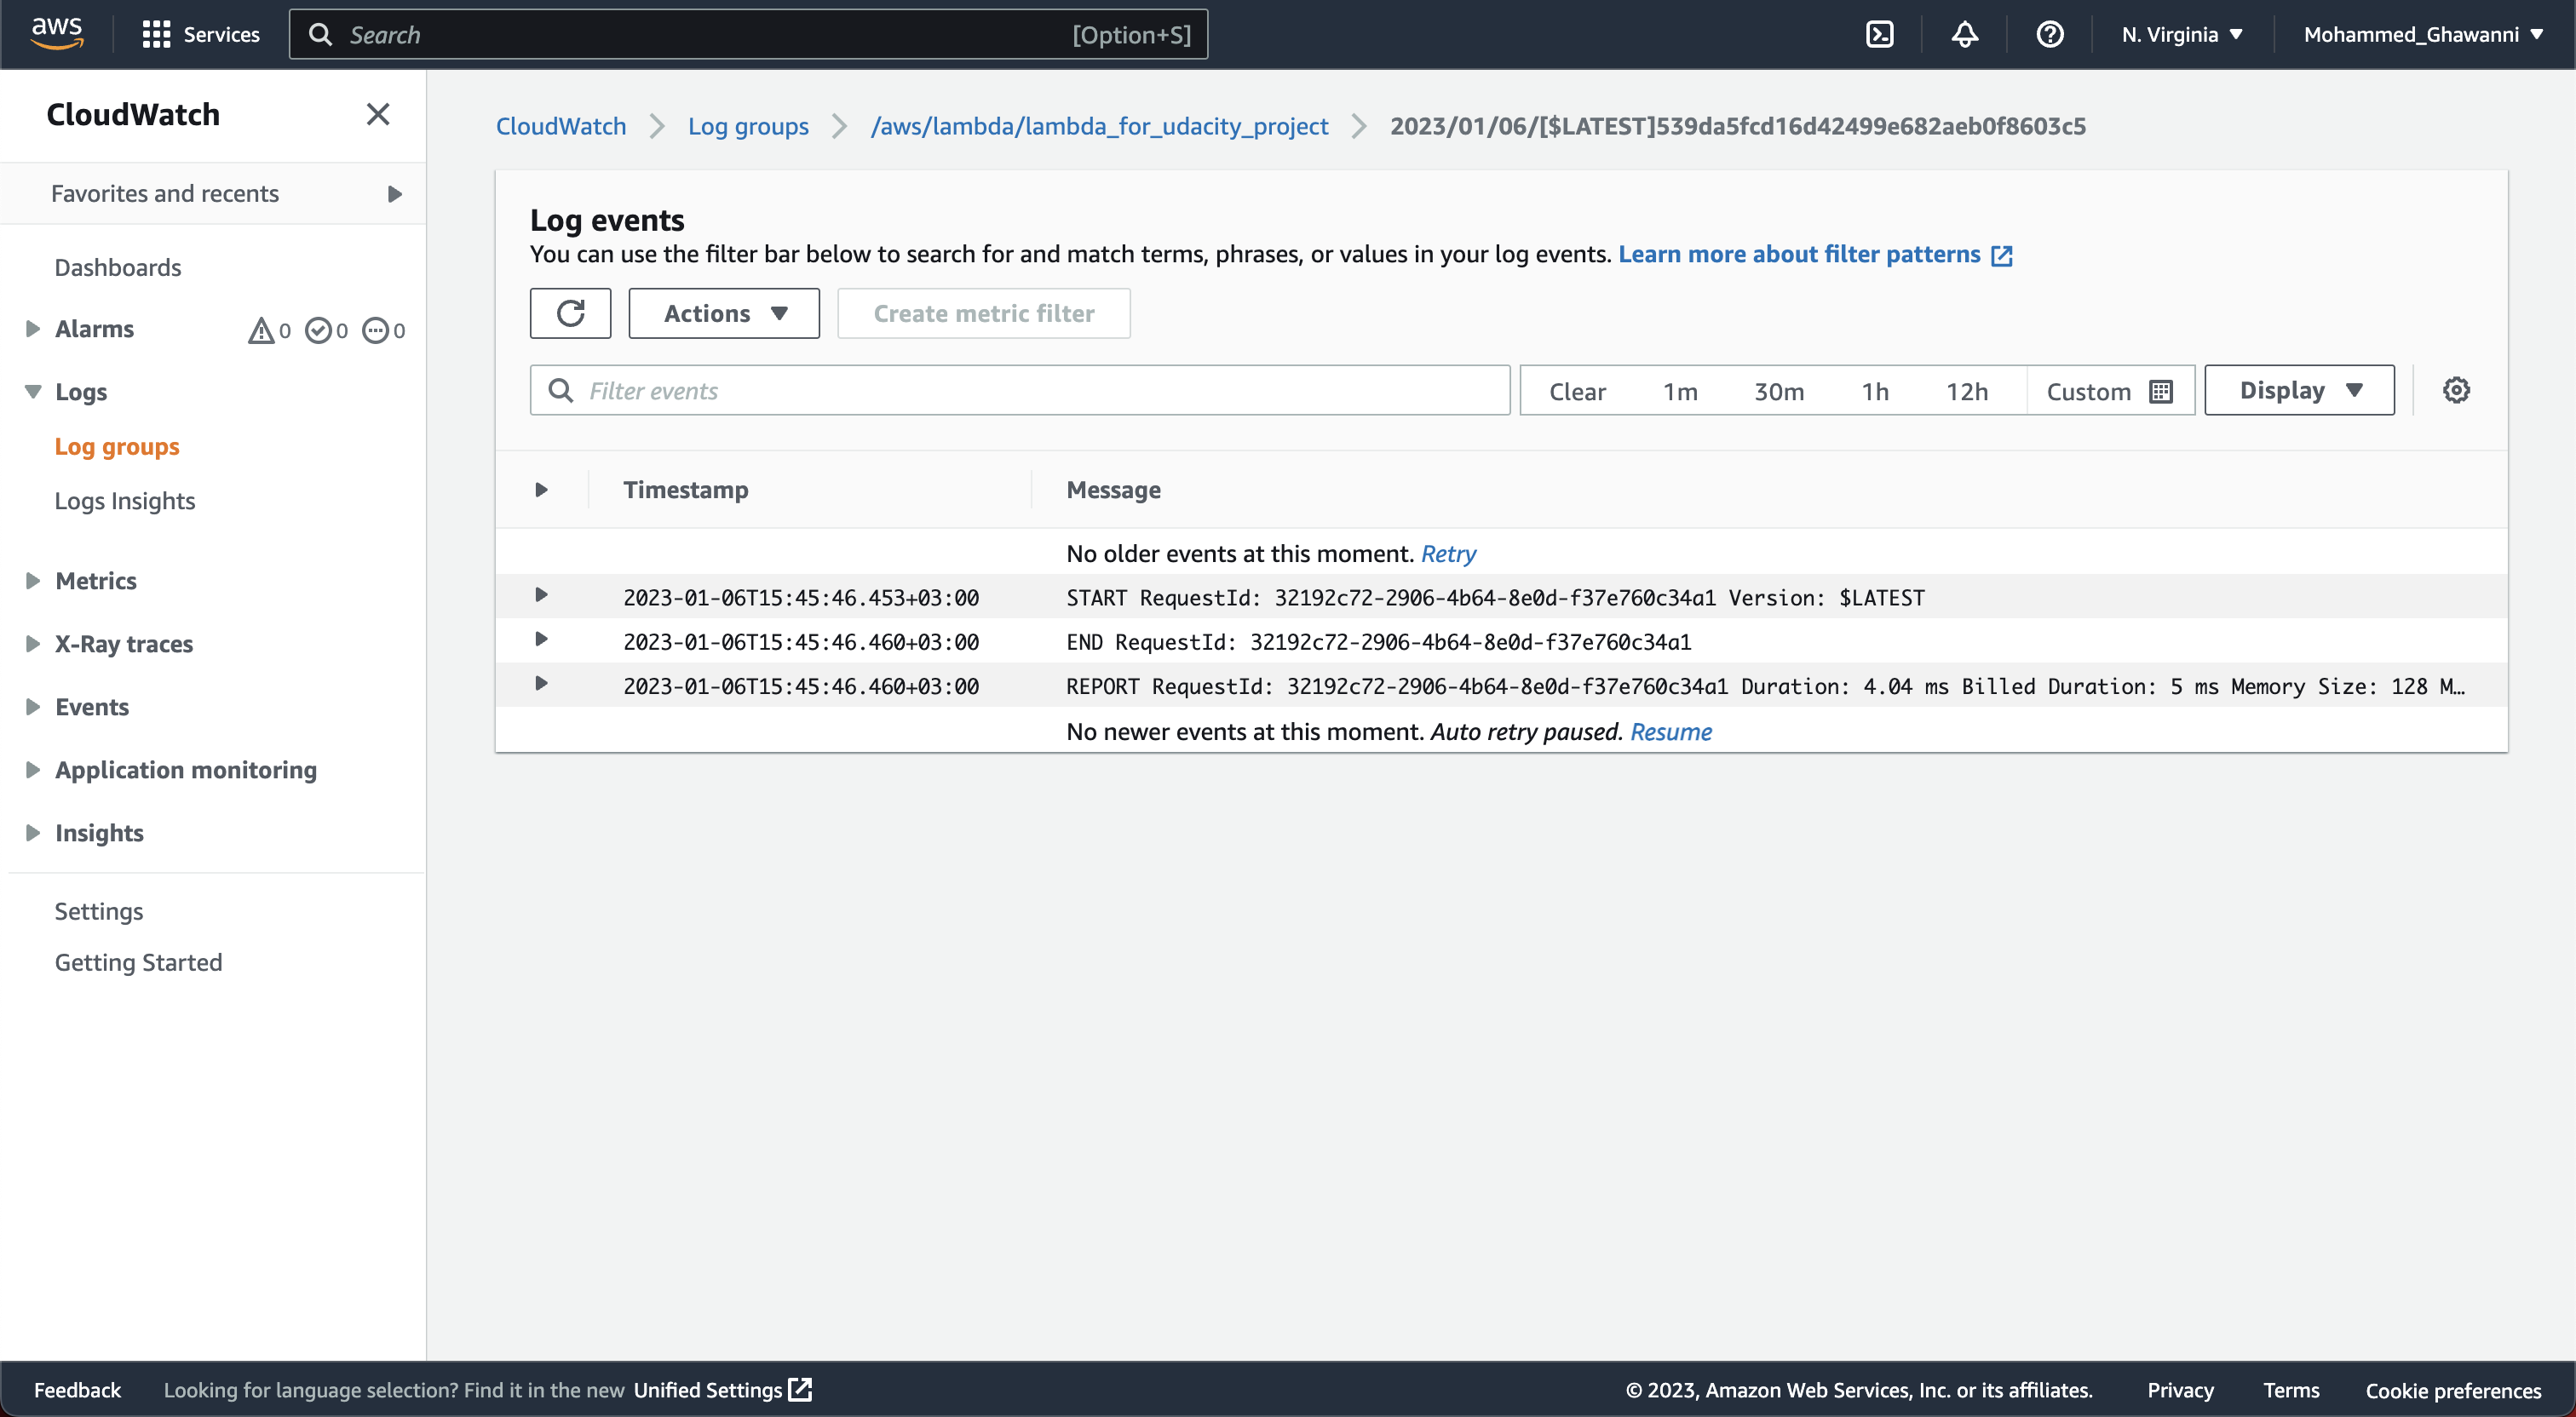 aws
Services
Search
[Option+S]
N. Virginia
Mohammed_Ghawanni
CloudWatch
Favorites and recents
Dashboards
Alarms
0
0
0
Logs
Log groups
Logs Insights
Metrics
X-Ray traces
Events
Application monitoring
Insights
Settings
Getting Started
CloudWatch
Log groups
/aws/lambda/lambda_for_udacity_project
2023/01/06/[$LATEST]539da5fcd16d42499e682aeb0f8603c5
Log events
You can use the filter bar below to search for and match terms, phrases, or values in your log events. Learn more about filter patterns
Actions
Create metric filter
Filter events
Clear
1m
30m
1h
12h
Custom
Display
Timestamp
Message
No older events at this moment. Retry
2023-01-06T15:45:46.453+03:00
START RequestId: 32192c72-2906-4b64-8e0d-f37e760c34a1 Version: $LATEST
2023-01-06T15:45:46.460+03:00
END RequestId: 32192c72-2906-4b64-8e0d-f37e760c34a1
2023-01-06T15:45:46.460+03:00
REPORT RequestId: 32192c72-2906-4b64-8e0d-f37e760c34a1 Duration: 4.04 ms Billed Duration: 5 ms Memory Size: 128 M…
No newer events at this moment. Auto retry paused. Resume
Feedback
Looking for language selection? Find it in the new Unified Settings
© 2023, Amazon Web Services, Inc. or its affiliates.
Privacy
Terms
Cookie preferences